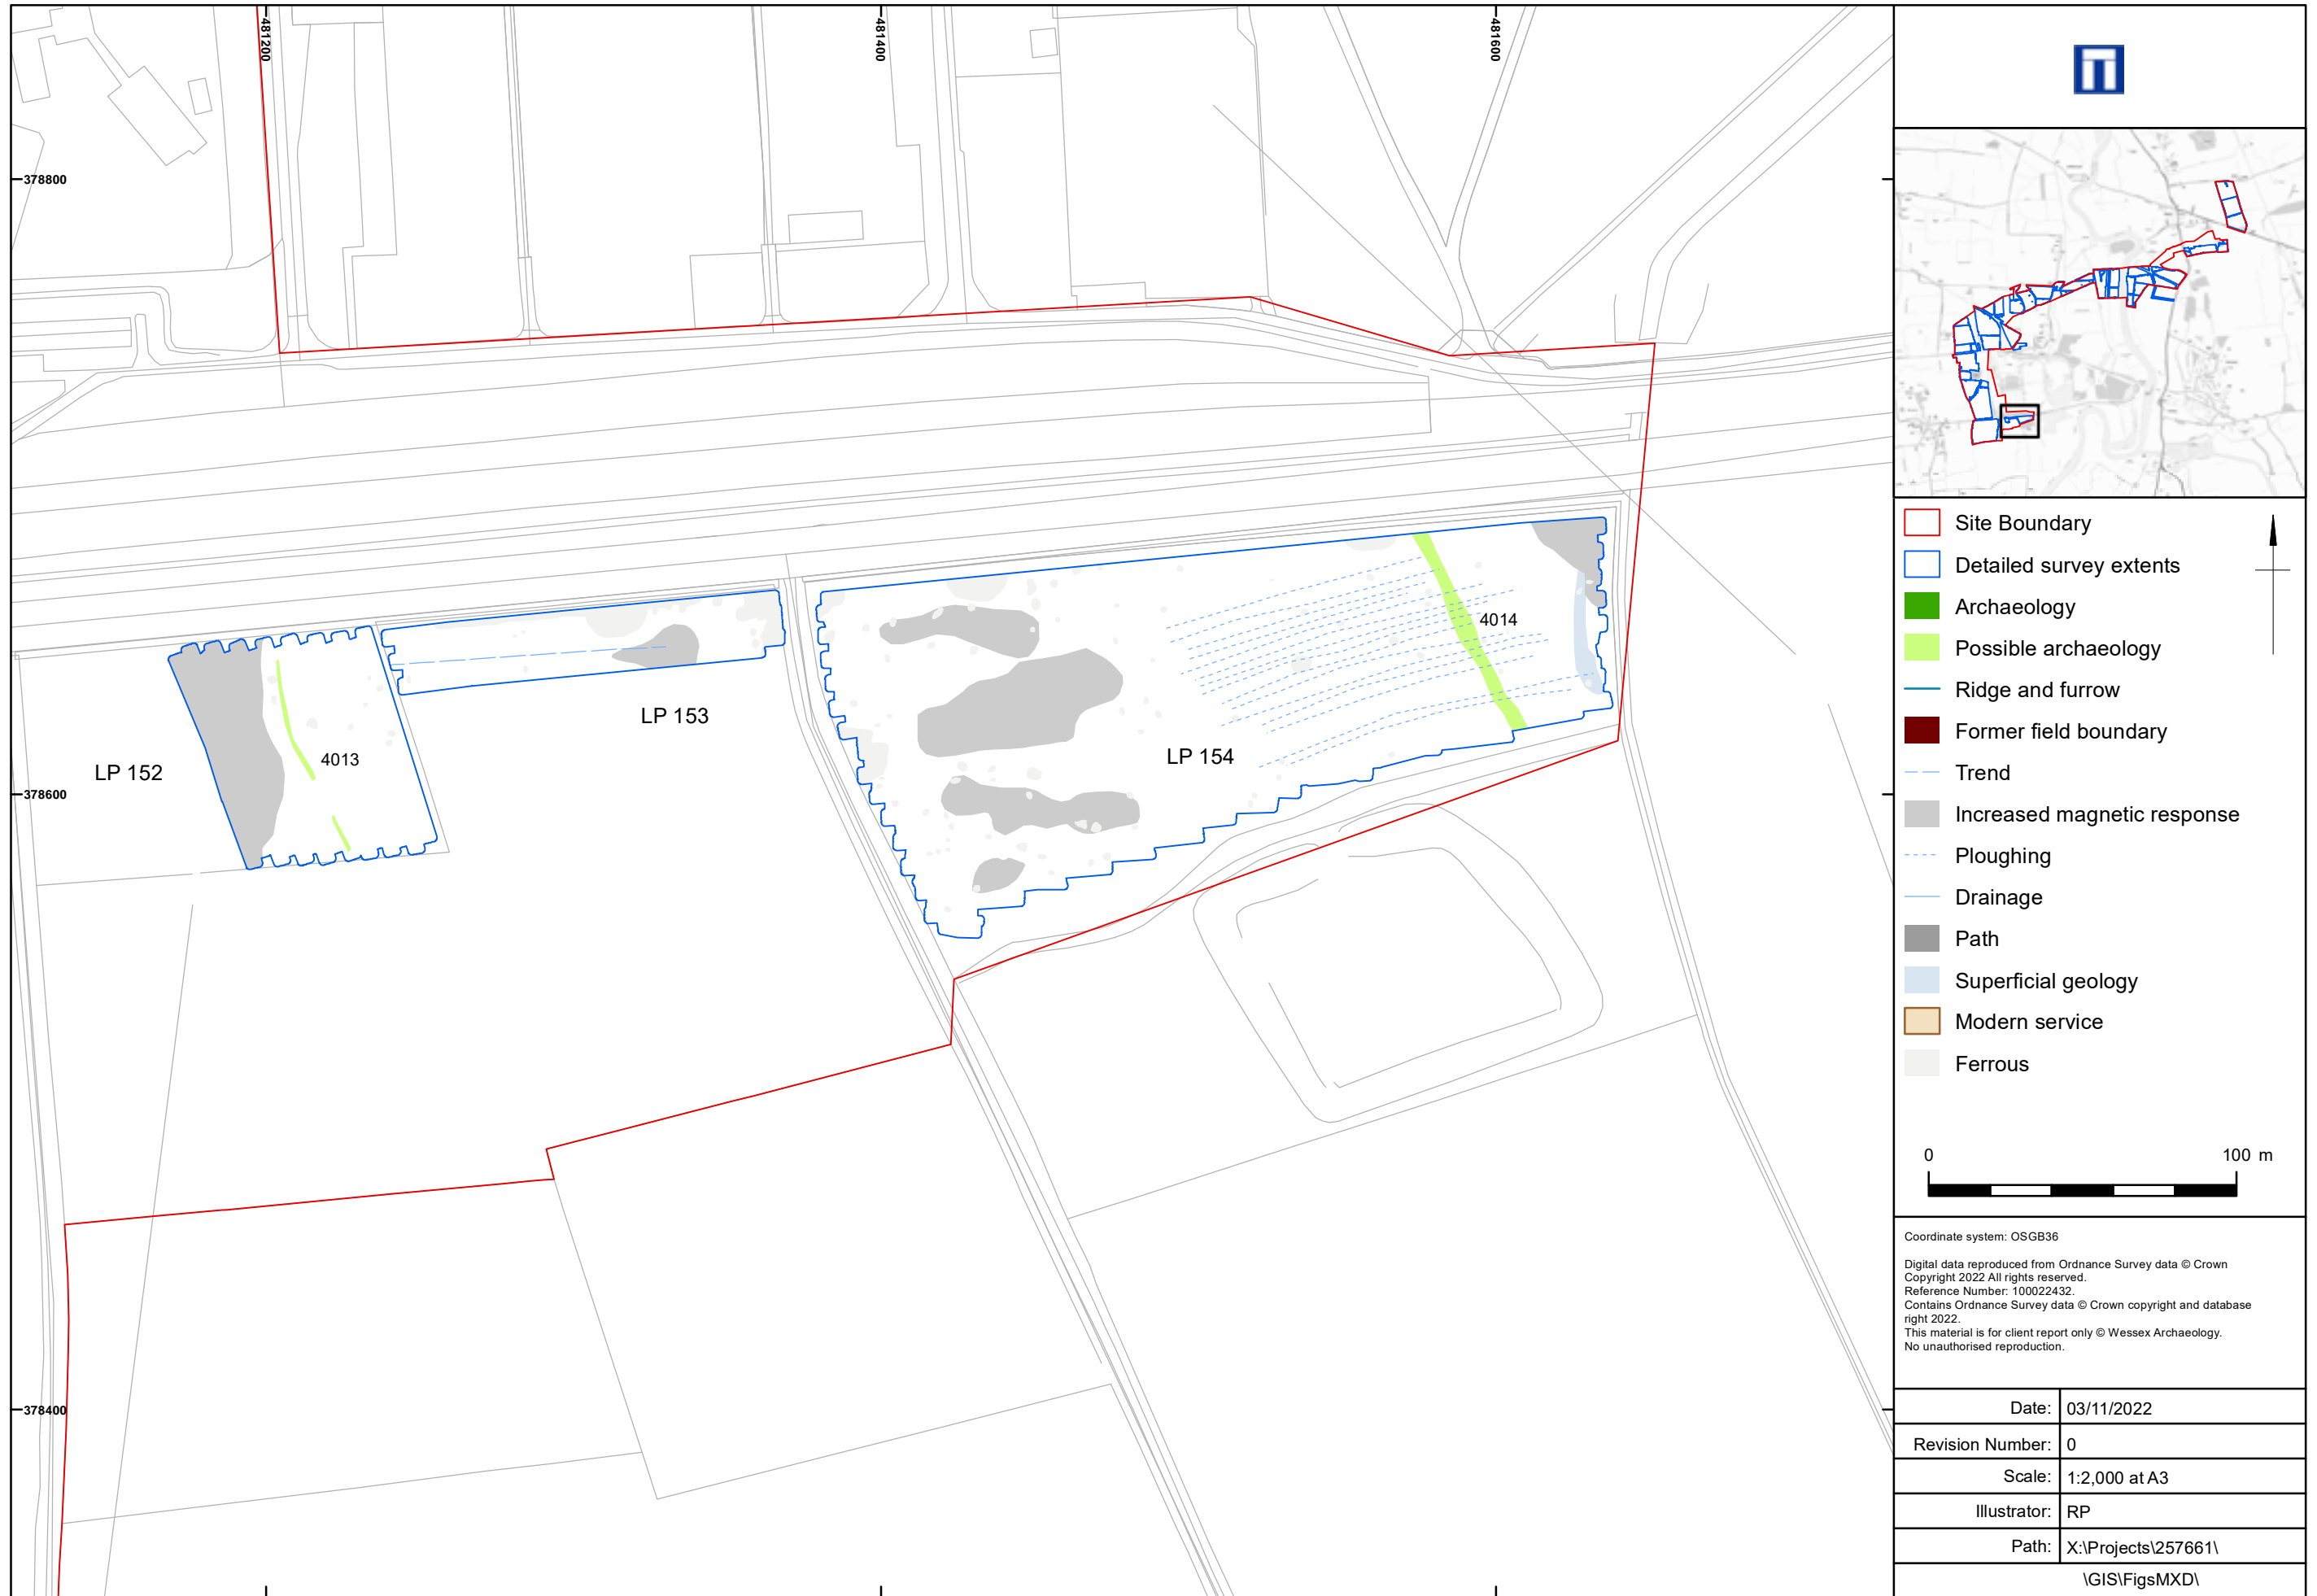 481200
481400
481600
378800
378600
378400
LP 152
4013
LP 153
LP 154
4014
Site Boundary
Detailed survey extents
Archaeology
Possible archaeology
Ridge and furrow
Former field boundary
Trend
Increased magnetic response
Ploughing
Drainage
Path
Superficial geology
Modern service
Ferrous
0 100 m
Coordinate system: OSGB36
Digital data reproduced from Ordnance Survey data © Crown
Copyright 2022 All rights reserved.
Reference Number: 100022432.
Contains Ordnance Survey data © Crown copyright and database
right 2022.
This material is for client report only © Wessex Archaeology.
No unauthorised reproduction.
Date: 03/11/2022
Revision Number: 0
Scale: 1:2,000 at A3
Illustrator: RP
Path: X:\Projects\257661\
\GIS\FigsMXD\